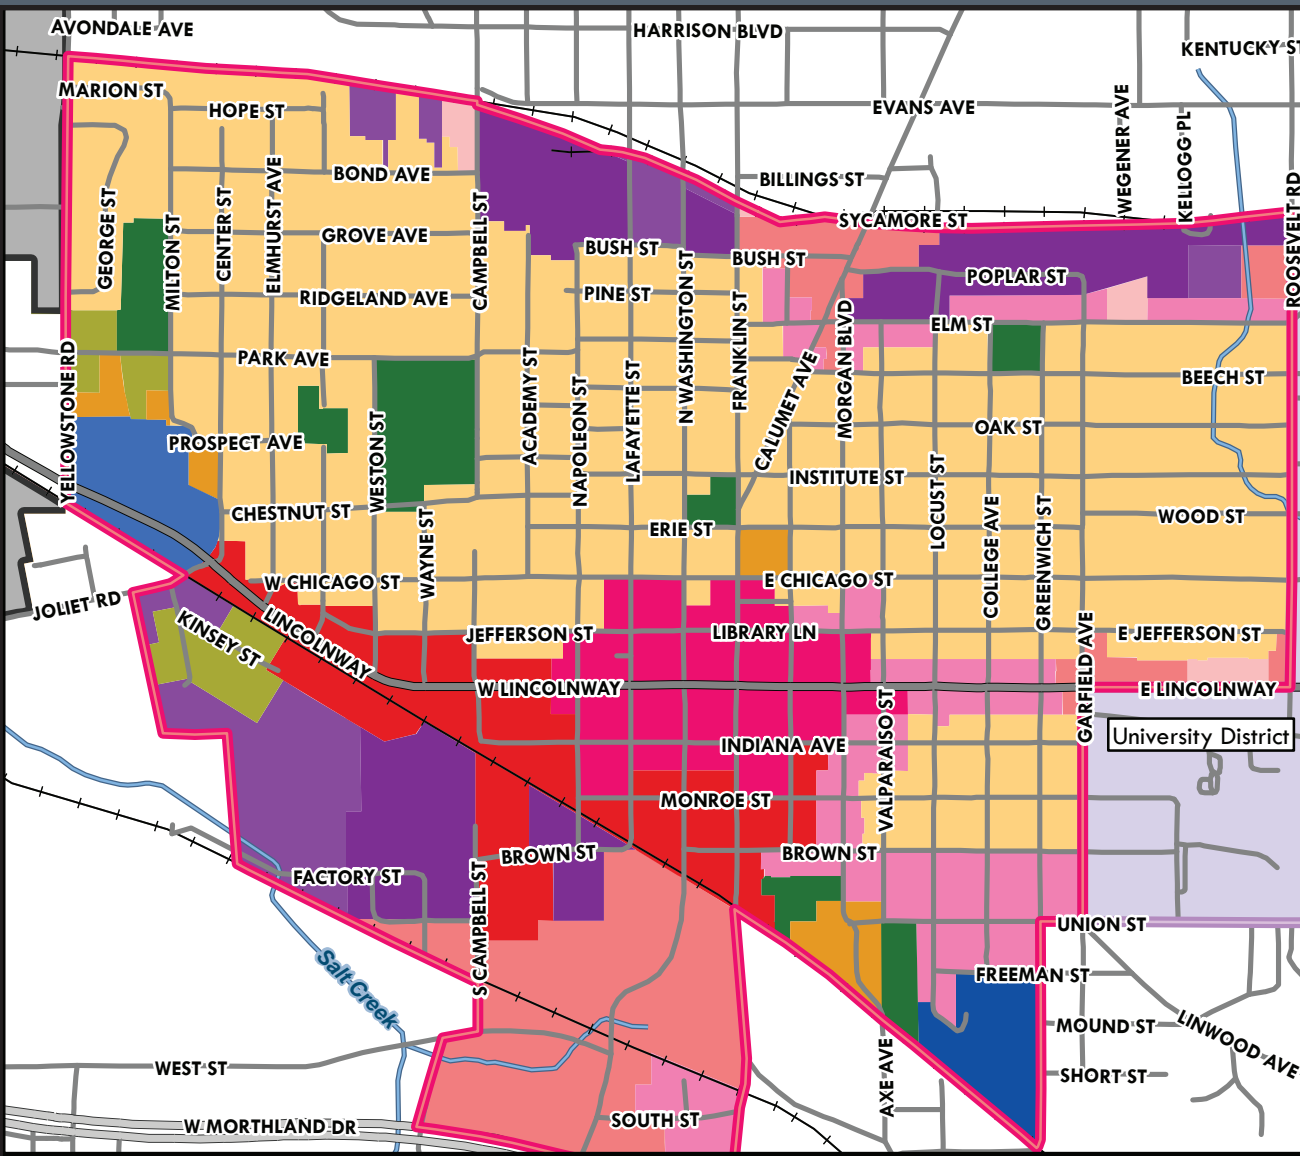 AVONDALE AVE
HARRISON BLVD
KENTUCKY ST
MARION ST
HOPE ST
EVANS AVE
WEGENER AVE
KELLOGG PL
BOND AVE
BILLINGS ST
ROOSEVELT RD
GEORGE ST
MILTON ST
CENTER ST
ELMHURST AVE
GROVE AVE
CAMPBELL ST
SYCAMORE ST
BUSH ST
BUSH ST
POPLAR ST
RIDGELAND AVE
PINE ST
N WASHINGTON ST
FRANKLIN ST
MORGAN BLVD
ELM ST
YELLOWSTONE RD
PARK AVE
ACADEMY ST
NAPOLEON ST
LAFAYETTE ST
CALUMET AVE
BEECH ST
PROSPECT AVE
WESTON ST
OAK ST
INSTITUTE ST
LOCUST ST
CHESTNUT ST
WAYNE ST
ERIE ST
COLLEGE AVE
GREENWICH ST
WOOD ST
W CHICAGO ST
E CHICAGO ST
JOLIET RD
KINSEY ST
LINCOLNWAY
JEFFERSON ST
LIBRARY LN
GARFIELD AVE
E JEFFERSON ST
W LINCOLNWAY
E LINCOLNWAY
VALPARAISO ST
INDIANA AVE
University District
MONROE ST
BROWN ST
BROWN ST
FACTORY ST
S CAMPBELL ST
UNION ST
Salt Creek
FREEMAN ST
MOUND ST
LINWOOD AVE
WEST ST
AXE AVE
SHORT ST
W MORTHLAND DR
SOUTH ST